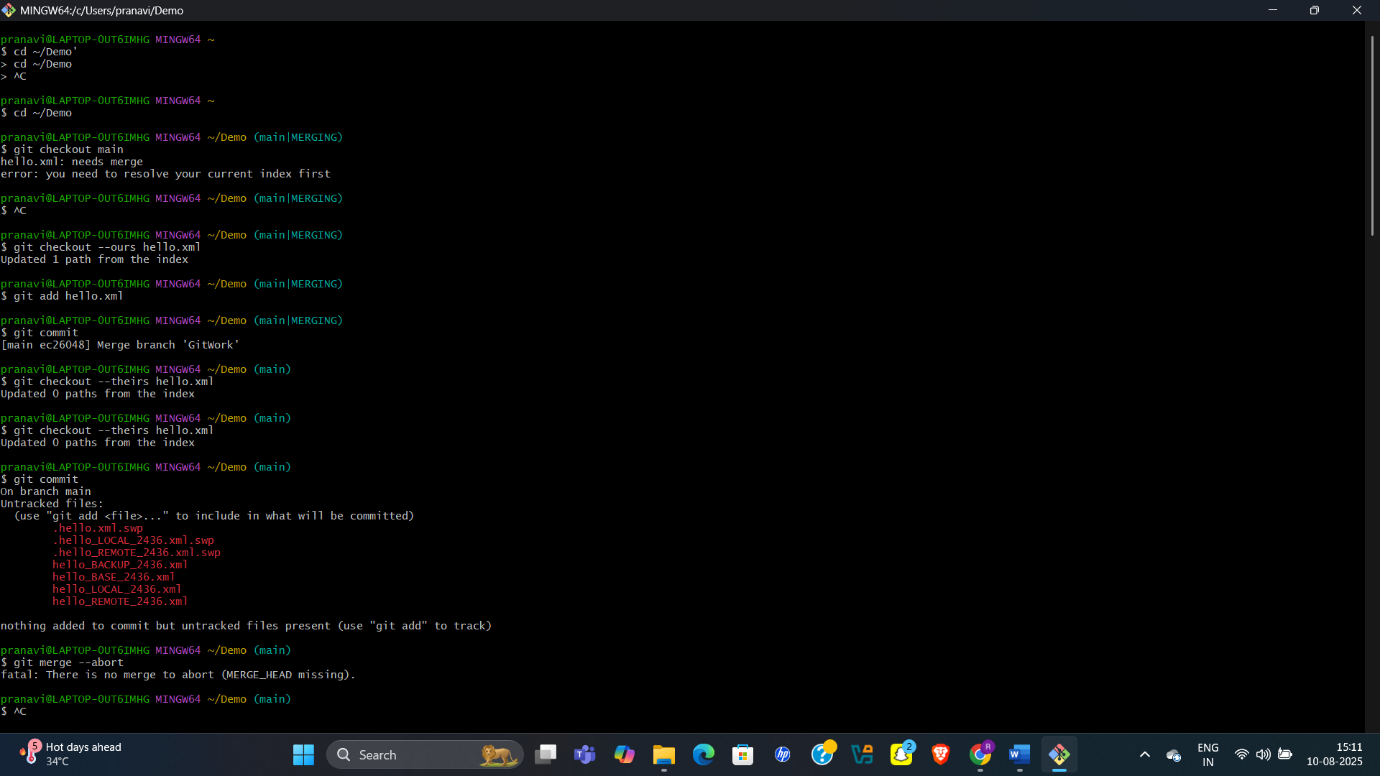 MINGW64:/c/Users/pranavi/Demo
pranavi@LAPTOP-OUT6IMHG MINGW64 ~
$ cd ~/Demo'
> cd ~/Demo
> ^C
pranavi@LAPTOP-OUT6IMHG MINGW64 ~
$ cd ~/Demo
pranavi@LAPTOP-OUT6IMHG MINGW64 ~/Demo (main|MERGING)
$ git checkout main
hello.xml: needs merge
error: you need to resolve your current index first
pranavi@LAPTOP-OUT6IMHG MINGW64 ~/Demo (main|MERGING)
$ ^C
pranavi@LAPTOP-OUT6IMHG MINGW64 ~/Demo (main|MERGING)
$ git checkout --ours hello.xml
Updated 1 path from the index
pranavi@LAPTOP-OUT6IMHG MINGW64 ~/Demo (main|MERGING)
$ git add hello.xml
pranavi@LAPTOP-OUT6IMHG MINGW64 ~/Demo (main|MERGING)
$ git commit
[main ec26048] Merge branch 'GitWork'
pranavi@LAPTOP-OUT6IMHG MINGW64 ~/Demo (main)
$ git checkout --theirs hello.xml
Updated 0 paths from the index
pranavi@LAPTOP-OUT6IMHG MINGW64 ~/Demo (main)
$ git checkout --theirs hello.xml
Updated 0 paths from the index
pranavi@LAPTOP-OUT6IMHG MINGW64 ~/Demo (main)
$ git commit
On branch main
Untracked files:
(use "git add <file>..." to include in what will be committed)
.hello.xml.swp
.hello_LOCAL_2436.xml.swp
.hello_REMOTE_2436.xml.swp
hello_BACKUP_2436.xml
hello_BASE_2436.xml
hello_LOCAL_2436.xml
hello_REMOTE_2436.xml
nothing added to commit but untracked files present (use "git add" to track)
pranavi@LAPTOP-OUT6IMHG MINGW64 ~/Demo (main)
$ git merge --abort
fatal: There is no merge to abort (MERGE_HEAD missing).
pranavi@LAPTOP-OUT6IMHG MINGW64 ~/Demo (main)
$ ^C
5
Hot days ahead
34°C
Search
hp
2
R
ENG
IN
15:11
10-08-2025